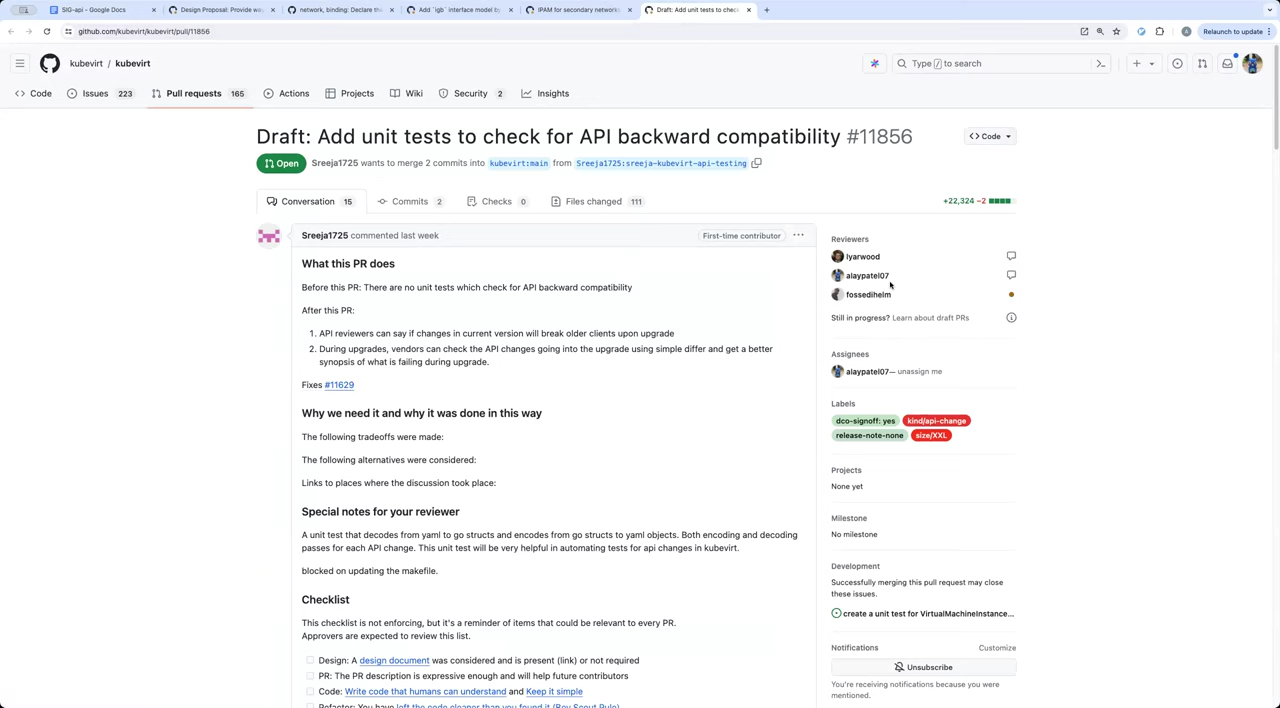 SIG-api - Google Docs
Design Proposal: Provide way
network, binding: Declare the
Add `igb` interface model ty
IPAM for secondary networks
Draft: Add unit tests to check
github.com/kubevirt/kubevirt/pull/11856
Relaunch to update
kubevirt / kubevirt
Type / to search
Code
Issues 223
Pull requests 165
Actions
Projects
Wiki
Security 2
Insights
Draft: Add unit tests to check for API backward compatibility #11856
Code
Open
Sreeja1725 wants to merge 2 commits into kubevirt:main from Sreeja1725:sreeja-kubevirt-api-testing
Conversation 15
Commits 2
Checks 0
Files changed 111
+22,324 −2
Sreeja1725 commented last week
First-time contributor
What this PR does
Before this PR: There are no unit tests which check for API backward compatibility
After this PR:
1. API reviewers can say if changes in current version will break older clients upon upgrade
2. During upgrades, vendors can check the API changes going into the upgrade using simple differ and get a better
synopsis of what is failing during upgrade.
Fixes #11629
Why we need it and why it was done in this way
The following tradeoffs were made:
The following alternatives were considered:
Links to places where the discussion took place:
Special notes for your reviewer
A unit test that decodes from yaml to go structs and encodes from go structs to yaml objects. Both encoding and decoding
passes for each API change. This unit test will be very helpful in automating tests for api changes in kubevirt.
blocked on updating the makefile.
Checklist
This checklist is not enforcing, but it's a reminder of items that could be relevant to every PR.
Approvers are expected to review this list.
Design: A design document was considered and is present (link) or not required
PR: The PR description is expressive enough and will help future contributors
Code: Write code that humans can understand and Keep it simple
Refactor: You have left the code cleaner than you found it (Boy Scout Rule)
Reviewers
lyarwood
alaypatel07
fossedihelm
Still in progress? Learn about draft PRs
Assignees
alaypatel07— unassign me
Labels
dco-signoff: yes kind/api-change
release-note-none size/XXL
Projects
None yet
Milestone
No milestone
Development
Successfully merging this pull request may close
these issues.
create a unit test for VirtualMachineInstance...
Notifications
Customize
Unsubscribe
You're receiving notifications because you were
mentioned.